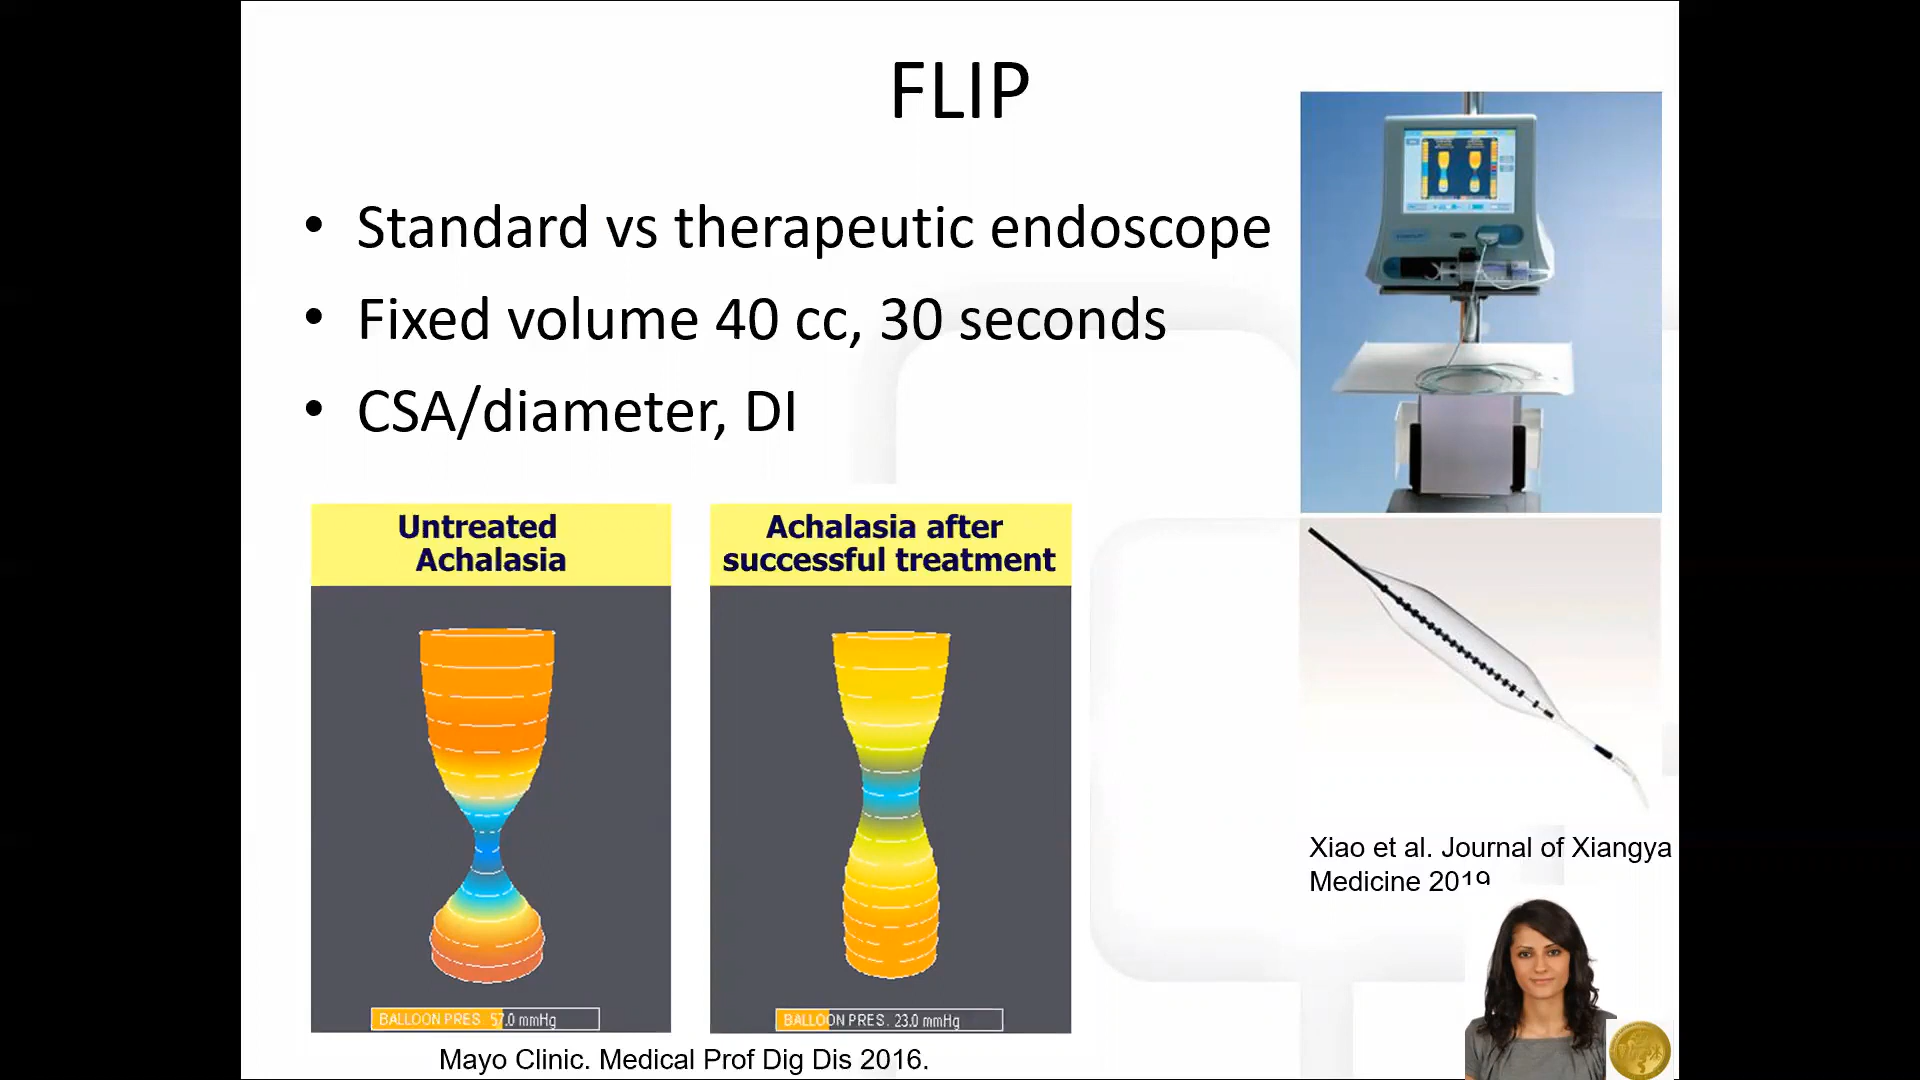 FLIP
• Standard vs therapeutic endoscope
• Fixed volume 40 cc, 30 seconds
• CSA/diameter, DI
Untreated
Achalasia
BALLOON PRES 57.0 mmHg
Achalasia after
successful treatment
BALLOON PRES. 23.0 mmHg
Mayo Clinic. Medical Prof Dig Dis 2016.
Xiao et al. Journal of Xiangya
Medicine 2019